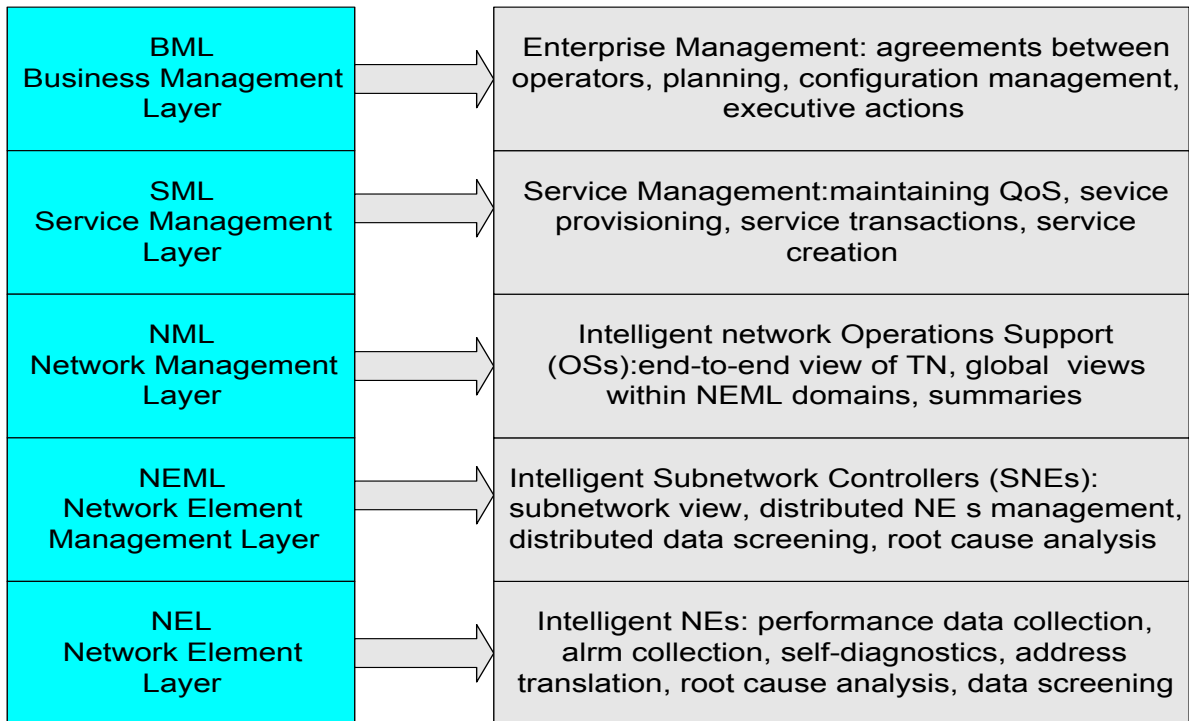 BML
Business Management
Layer
Enterprise Management: agreements between
operators, planning, configuration management,
executive actions
SML
Service Management
Layer
Service Management:maintaining QoS, sevice
provisioning, service transactions, service
creation
NML
Network Management
Layer
Intelligent network Operations Support
(OSs):end-to-end view of TN, global views
within NEML domains, summaries
NEML
Network Element
Management Layer
Intelligent Subnetwork Controllers (SNEs):
subnetwork view, distributed NE s management,
distributed data screening, root cause analysis
NEL
Network Element
Layer
Intelligent NEs: performance data collection,
alrm collection, self-diagnostics, address
translation, root cause analysis, data screening